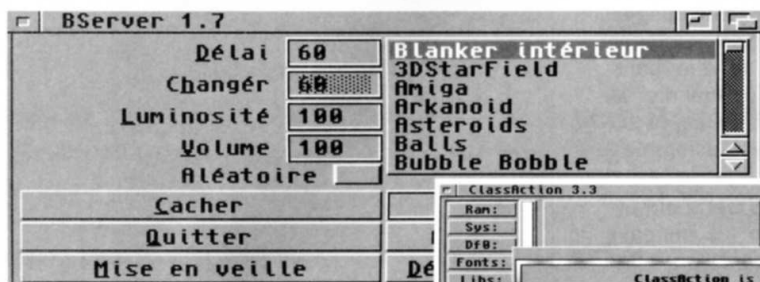 BServer 1.7
Délai 60
Changér 60
Luminosité 100
Volume 100
Aléatoire
Blanker intérieur
3DStarField
Amiga
Arkanoid
Asteroids
Balls
Bubble Bobble
Cacher
Quitter
Mise en veille
Dé
ClassAction 3.3
Ram:
Sys:
Df0:
Fonts:
Libs:
ClassAction is